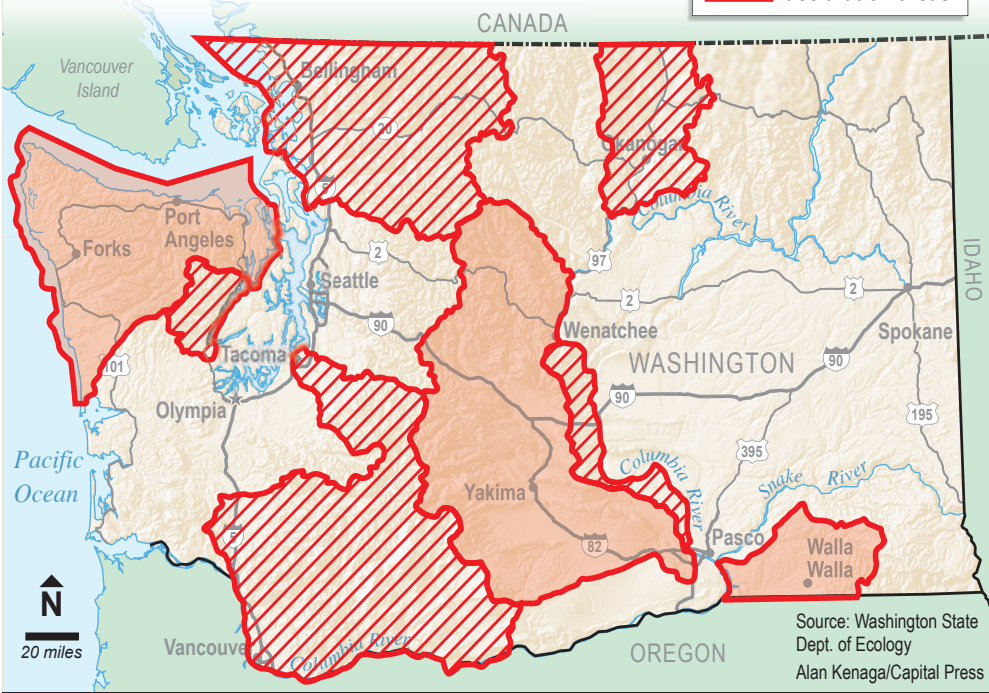 CANADA
Vancouver
Island
Bellingham
20
Okanogan
Columbia River
5
Port
Angeles
Forks
2
97
Seattle
2
2
IDAHO
90
Wenatchee
Spokane
Tacoma
WASHINGTON
90
101
90
Olympia
195
395
Pacific
Ocean
Columbia River
Snake River
Yakima
5
82
Pasco
Walla
Walla
N
20 miles
Vancouver
Columbia River
OREGON
Source: Washington State
Dept. of Ecology
Alan Kenaga/Capital Press